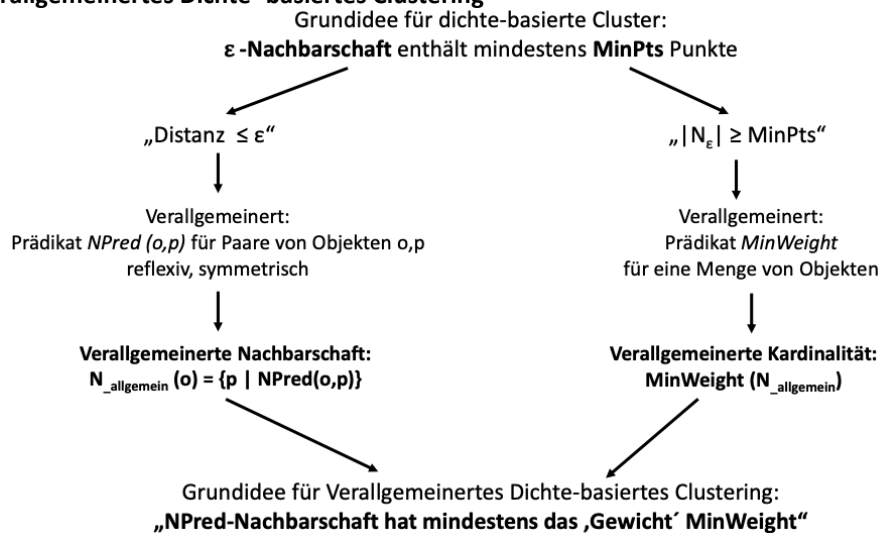 Grundidee für dichte-basierte Cluster:
ε -Nachbarschaft enthält mindestens MinPts Punkte
„Distanz ≤ ε“
„|Nε| ≥ MinPts“
Verallgemeinert:
Prädikat NPred (o,p) für Paare von Objekten o,p
reflexiv, symmetrisch
Verallgemeinert:
Prädikat MinWeight
für eine Menge von Objekten
Verallgemeinerte Nachbarschaft:
N_allgemein (o) = {p | NPred(o,p)}
Verallgemeinerte Kardinalität:
MinWeight (N_allgemein)
Grundidee für Verallgemeinertes Dichte-basiertes Clustering:
„NPred-Nachbarschaft hat mindestens das ‚Gewicht´ MinWeight“